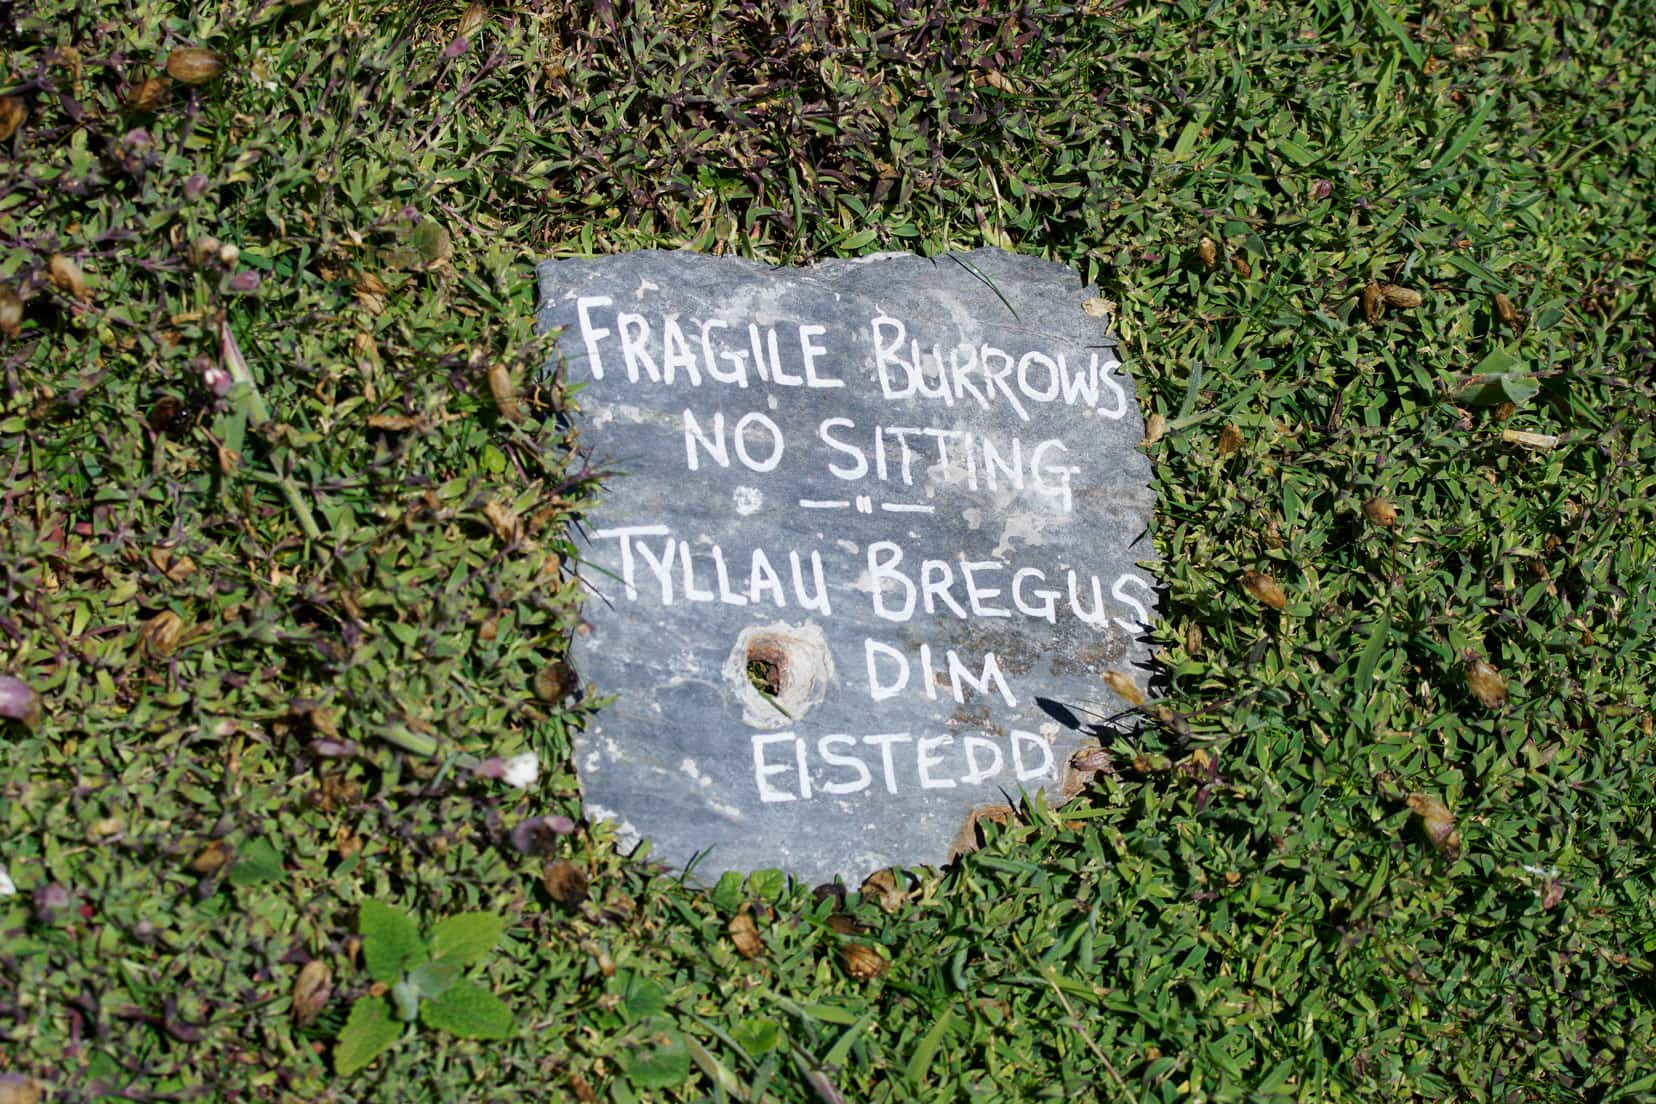 FRAGILE BURROWS
NO SITTING
—"—
TYLLAU BREGUS
DIM
EISTEDD